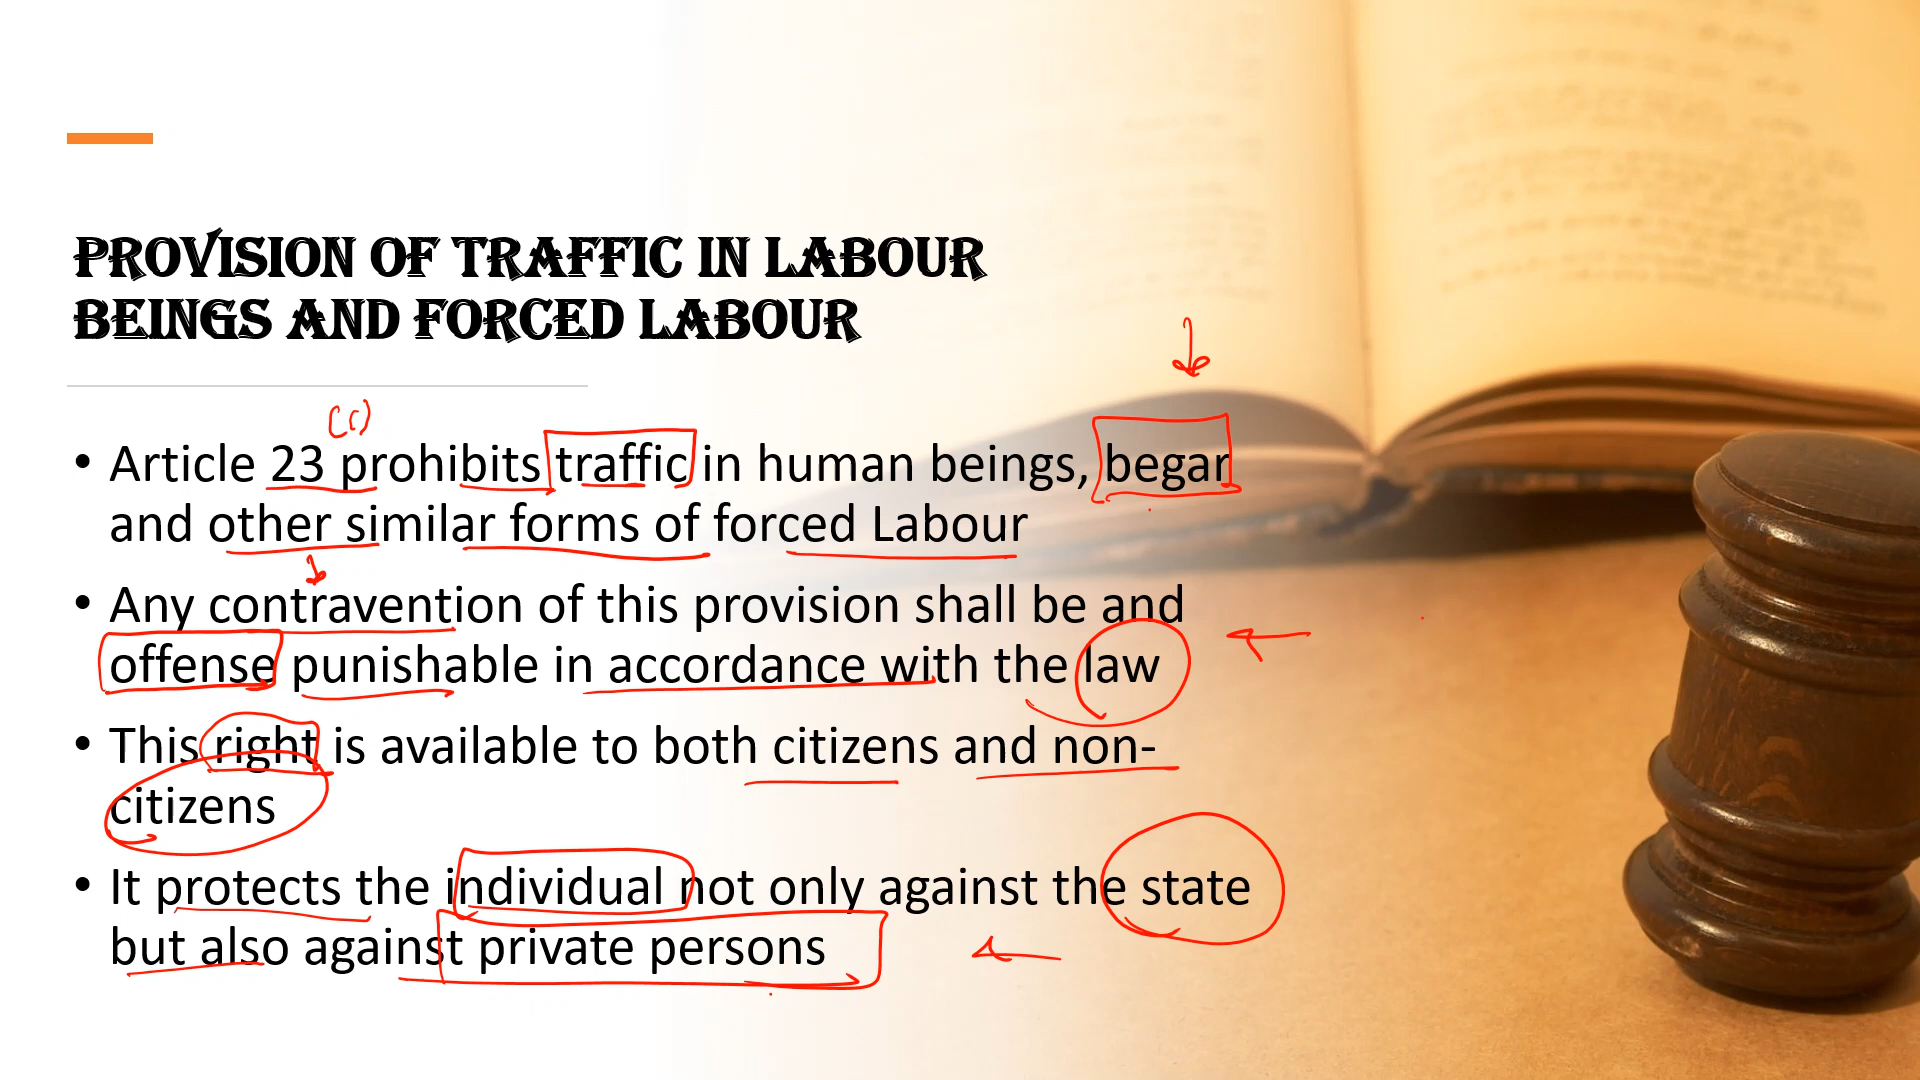 PROVISION OF TRAFFIC IN LABOUR
BEINGS AND FORCED LABOUR
(1)
• Article 23 prohibits traffic in human beings, begar
and other similar forms of forced Labour
• Any contravention of this provision shall be and
offense punishable in accordance with the law
• This right is available to both citizens and non-
citizens
• It protects the individual not only against the state
but also against private persons